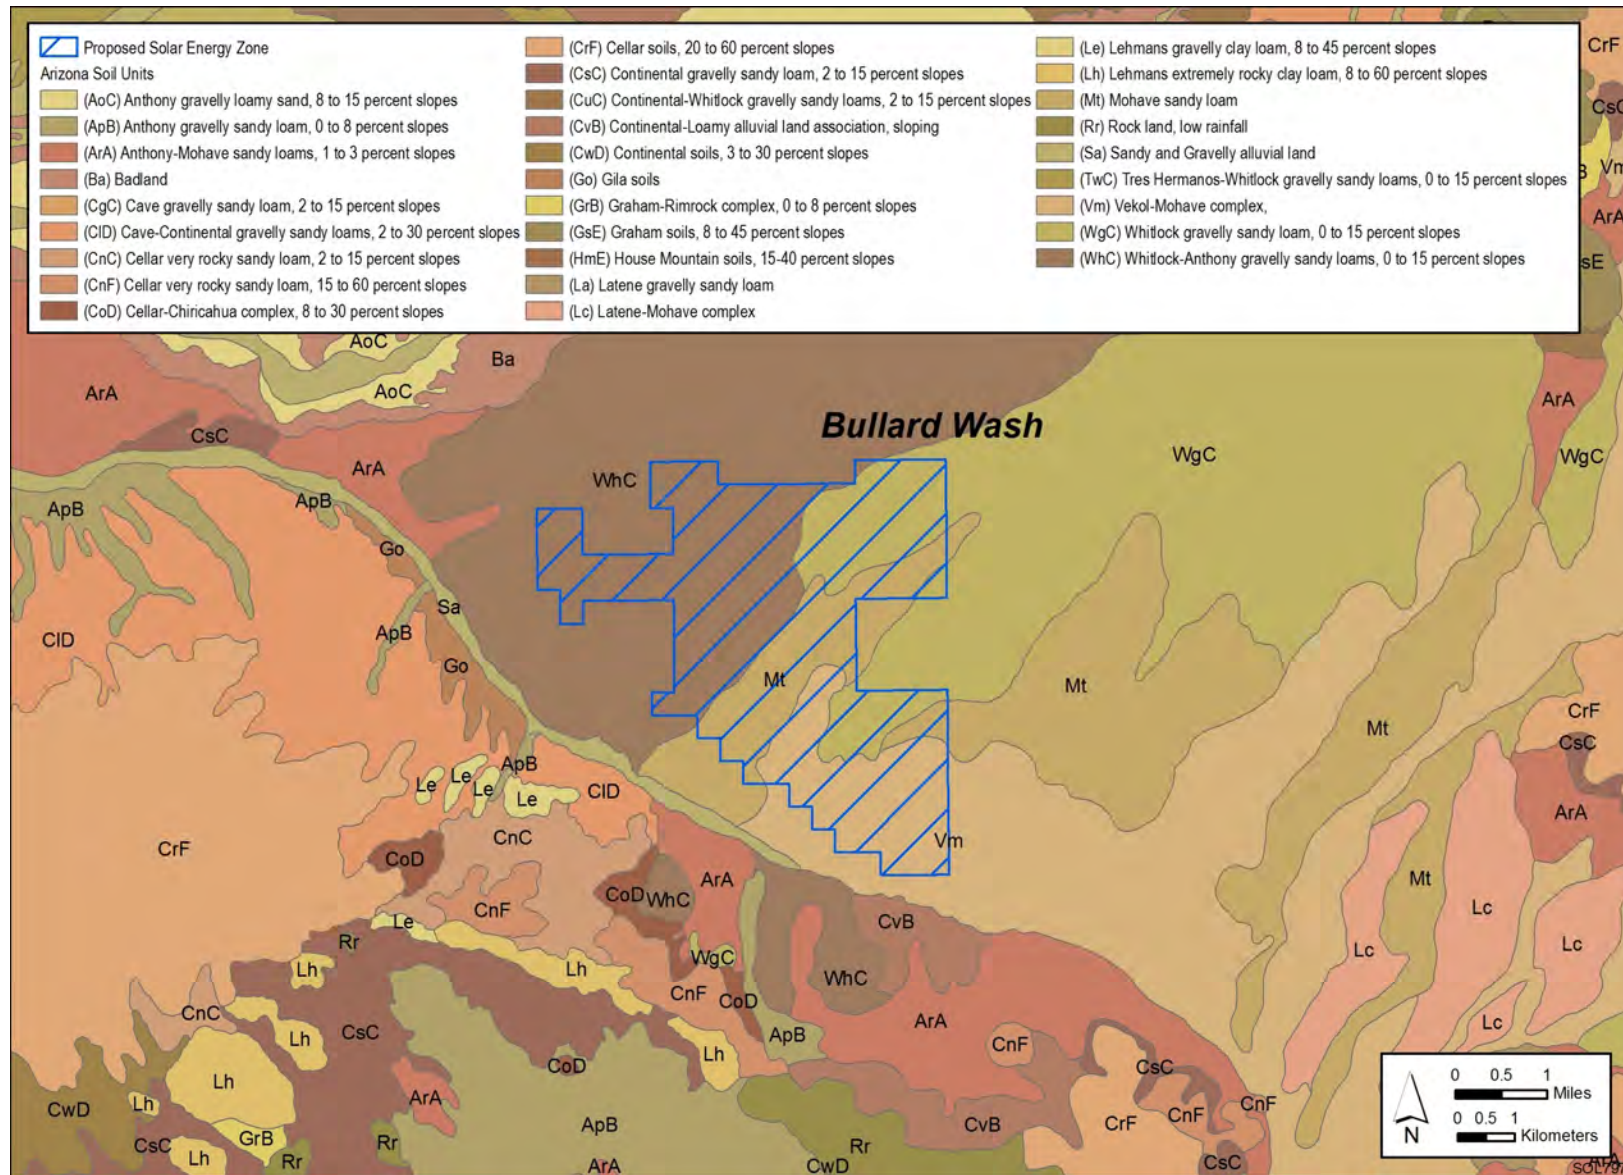 Proposed Solar Energy Zone
Arizona Soil Units
(AoC) Anthony gravelly loamy sand, 8 to 15 percent slopes
(ApB) Anthony gravelly sandy loam, 0 to 8 percent slopes
(ArA) Anthony-Mohave sandy loams, 1 to 3 percent slopes
(Ba) Badland
(CgC) Cave gravelly sandy loam, 2 to 15 percent slopes
(ClD) Cave-Continental gravelly sandy loams, 2 to 30 percent slopes
(CnC) Cellar very rocky sandy loam, 2 to 15 percent slopes
(CnF) Cellar very rocky sandy loam, 15 to 60 percent slopes
(CoD) Cellar-Chiricahua complex, 8 to 30 percent slopes
(CrF) Cellar soils, 20 to 60 percent slopes
(CsC) Continental gravelly sandy loam, 2 to 15 percent slopes
(CuC) Continental-Whitlock gravelly sandy loams, 2 to 15 percent slopes
(CvB) Continental-Loamy alluvial land association, sloping
(CwD) Continental soils, 3 to 30 percent slopes
(Go) Gila soils
(GrB) Graham-Rimrock complex, 0 to 8 percent slopes
(GsE) Graham soils, 8 to 45 percent slopes
(HmE) House Mountain soils, 15-40 percent slopes
(La) Latene gravelly sandy loam
(Lc) Latene-Mohave complex
(Le) Lehmans gravelly clay loam, 8 to 45 percent slopes
(Lh) Lehmans extremely rocky clay loam, 8 to 60 percent slopes
(Mt) Mohave sandy loam
(Rr) Rock land, low rainfall
(Sa) Sandy and Gravelly alluvial land
(TwC) Tres Hermanos-Whitlock gravelly sandy loams, 0 to 15 percent slopes
(Vm) Vekol-Mohave complex,
(WgC) Whitlock gravelly sandy loam, 0 to 15 percent slopes
(WhC) Whitlock-Anthony gravelly sandy loams, 0 to 15 percent slopes
CrF
CsC
Vm
ArA
sE
AoC
Ba
ArA
AoC
ArA
CsC
Bullard Wash
WgC
WgC
ArA
WhC
ApB
ApB
Go
Sa
ClD
ApB
Go
Mt
Mt
Mt
CrF
CsC
ApB
Le
Le
Le
Le
ClD
CnC
ArA
Vm
CrF
CoD
ArA
Mt
CoD
WhC
CnF
Lc
Le
CvB
Rr
WgC
Lc
Lc
Lh
Lh
WhC
CnF
CoD
CnC
ArA
Lc
CsC
Lh
ApB
CnF
Lh
CoD
CsC
Lh
ArA
CnF
CnF
CwD
Lh
ApB
CrF
CvB
GrB
Rr
Rr
CsC
Lh
Rr
ArA
CwD
CsC
0 0.5 1
Miles
0 0.5 1
Kilometers
N